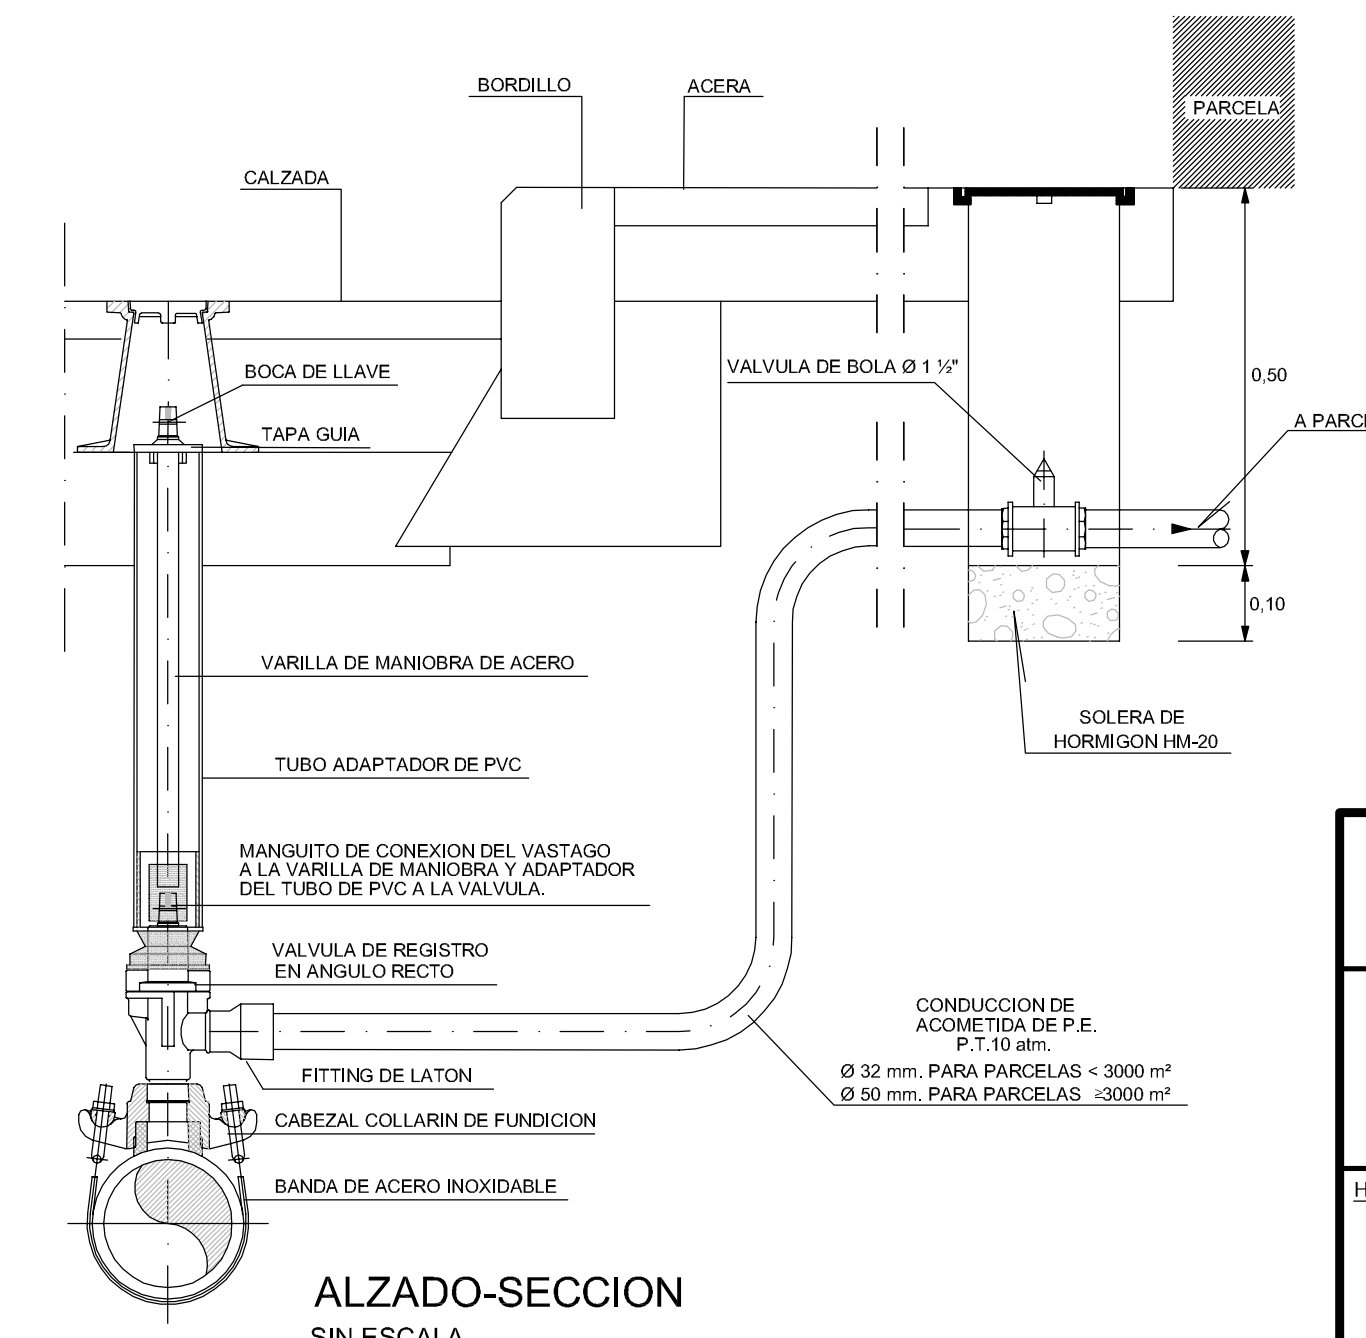 BORDILLO
ACERA
PARCELA
CALZADA
BOCA DE LLAVE
VALVULA DE BOLA Ø 1 ½"
0,50
TAPA GUIA
A PARCE
0,10
VARILLA DE MANIOBRA DE ACERO
SOLERA DE
HORMIGON HM-20
TUBO ADAPTADOR DE PVC
MANGUITO DE CONEXION DEL VASTAGO
A LA VARILLA DE MANIOBRA Y ADAPTADOR
DEL TUBO DE PVC A LA VALVULA.
VALVULA DE REGISTRO
EN ANGULO RECTO
CONDUCCION DE
ACOMETIDA DE P.E.
P.T.10 atm.
Ø 32 mm. PARA PARCELAS < 3000 m²
Ø 50 mm. PARA PARCELAS ≥3000 m²
FITTING DE LATON
CABEZAL COLLARIN DE FUNDICION
BANDA DE ACERO INOXIDABLE
H
ALZADO-SECCION
SIN ESCALA